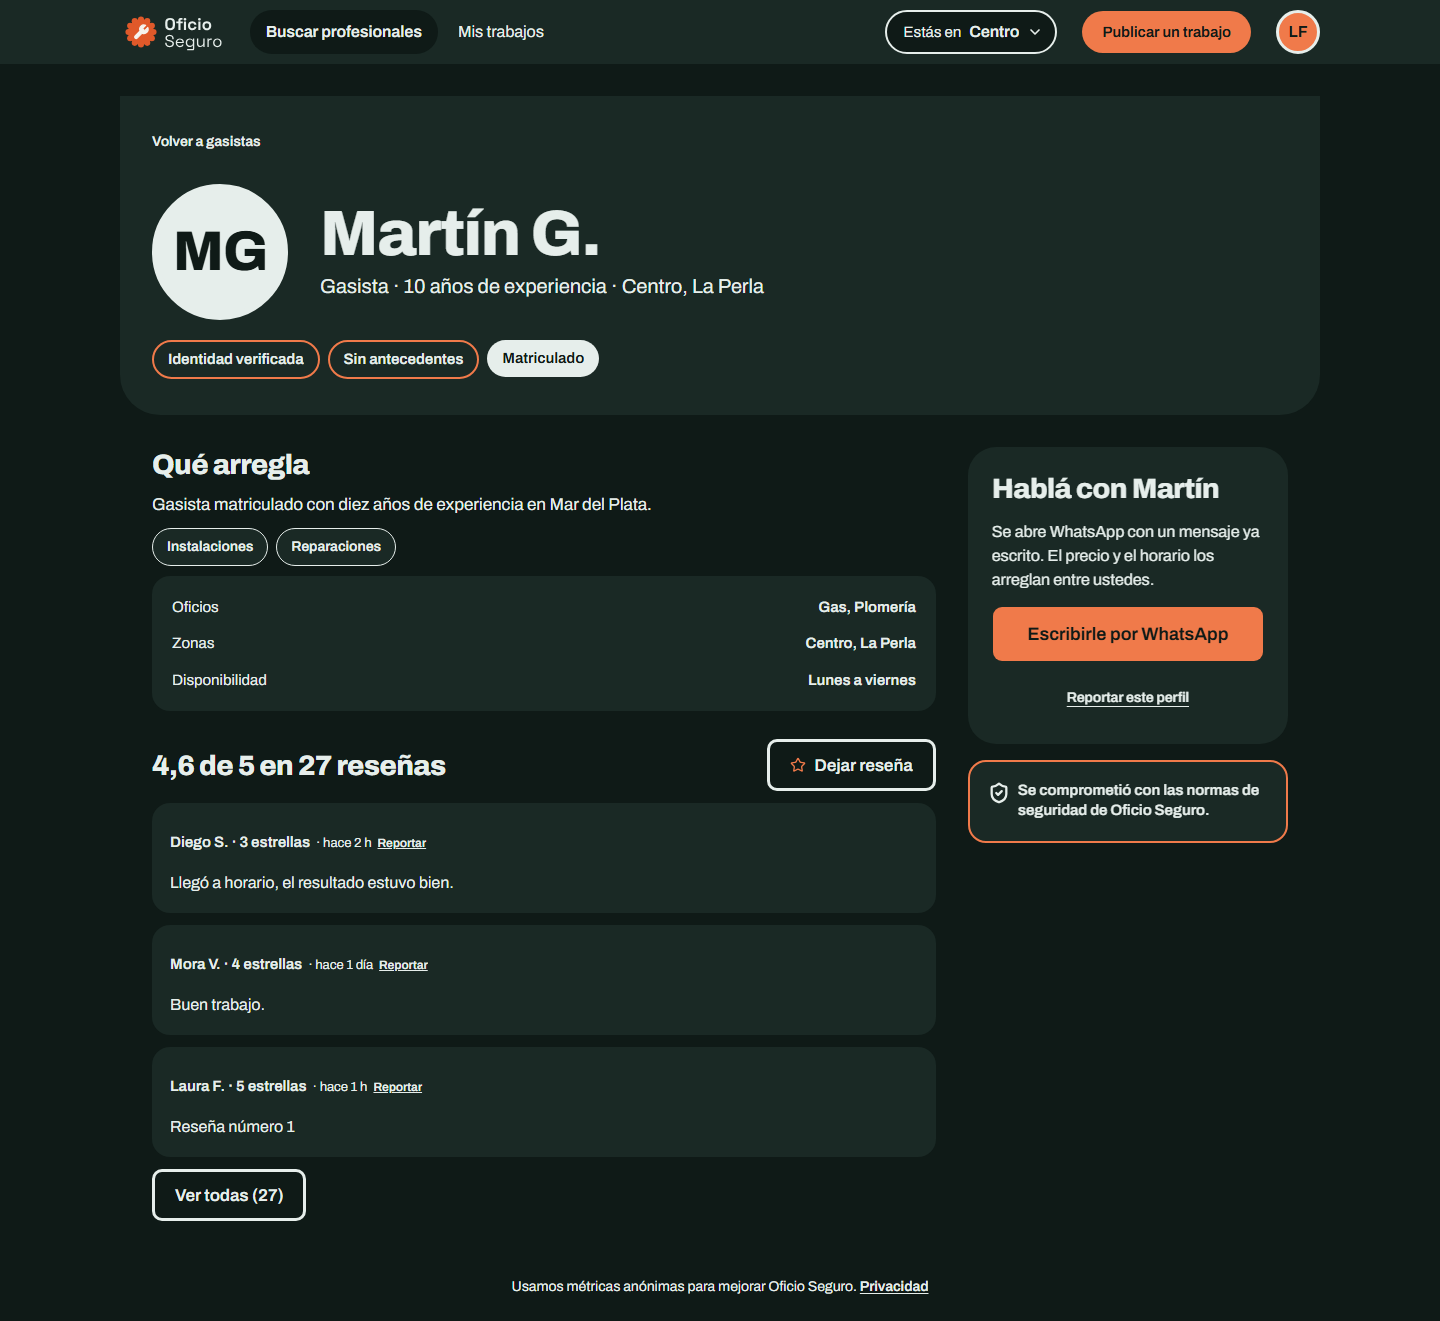 Oficio
Seguro
Buscar profesionales
Mis trabajos
Estás en Centro
Publicar un trabajo
LF
Volver a gasistas
MG
Martín G.
Gasista · 10 años de experiencia · Centro, La Perla
Identidad verificada
Sin antecedentes
Matriculado
Qué arregla
Gasista matriculado con diez años de experiencia en Mar del Plata.
Instalaciones
Reparaciones
Oficios
Gas, Plomería
Zonas
Centro, La Perla
Disponibilidad
Lunes a viernes
4,6 de 5 en 27 reseñas
Dejar reseña
Diego S. · 3 estrellas · hace 2 h Reportar
Llegó a horario, el resultado estuvo bien.
Mora V. · 4 estrellas · hace 1 día Reportar
Buen trabajo.
Laura F. · 5 estrellas · hace 1 h Reportar
Reseña número 1
Ver todas (27)
Hablá con Martín
Se abre WhatsApp con un mensaje ya
escrito. El precio y el horario los
arreglan entre ustedes.
Escribirle por WhatsApp
Reportar este perfil
Se comprometió con las normas de
seguridad de Oficio Seguro.
Usamos métricas anónimas para mejorar Oficio Seguro. Privacidad